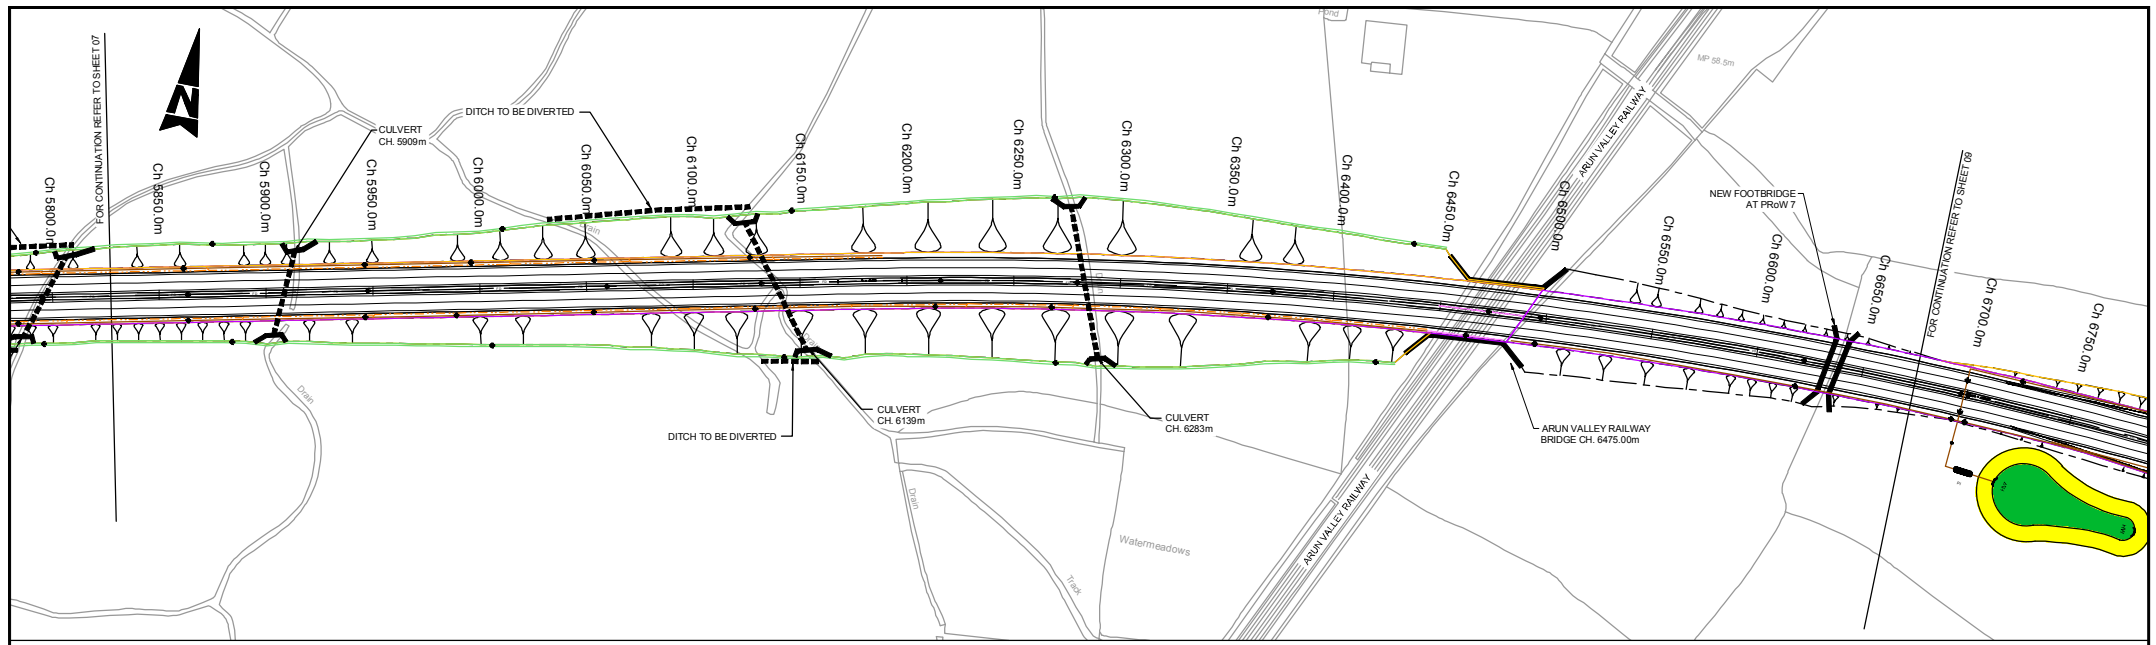 Pond
MP 58.5m
FOR CONTINUATION REFER TO SHEET 07
N
DITCH TO BE DIVERTED
CULVERT
CH. 5909m
ARUN VALLEY RAILWAY
Ch 5800.0m
Ch 5850.0m
Ch 5900.0m
Ch 5950.0m
Ch 6000.0m
Ch 6050.0m
Ch 6100.0m
Ch 6150.0m
Ch 6200.0m
Ch 6250.0m
Ch 6300.0m
Ch 6350.0m
Ch 6400.0m
Ch 6450.0m
Ch 6500.0m
Ch 6550.0m
Ch 6600.0m
Ch 6650.0m
Ch 6700.0m
Ch 6750.0m
NEW FOOTBRIDGE
AT PRoW 7
FOR CONTINUATION REFER TO SHEET 09
Drain
Drain
Drain
Drain
CULVERT
CH. 6139m
CULVERT
CH. 6283m
DITCH TO BE DIVERTED
ARUN VALLEY RAILWAY
BRIDGE CH. 6475.00m
Drain
Watermeadows
Track
ARUN VALLEY RAILWAY